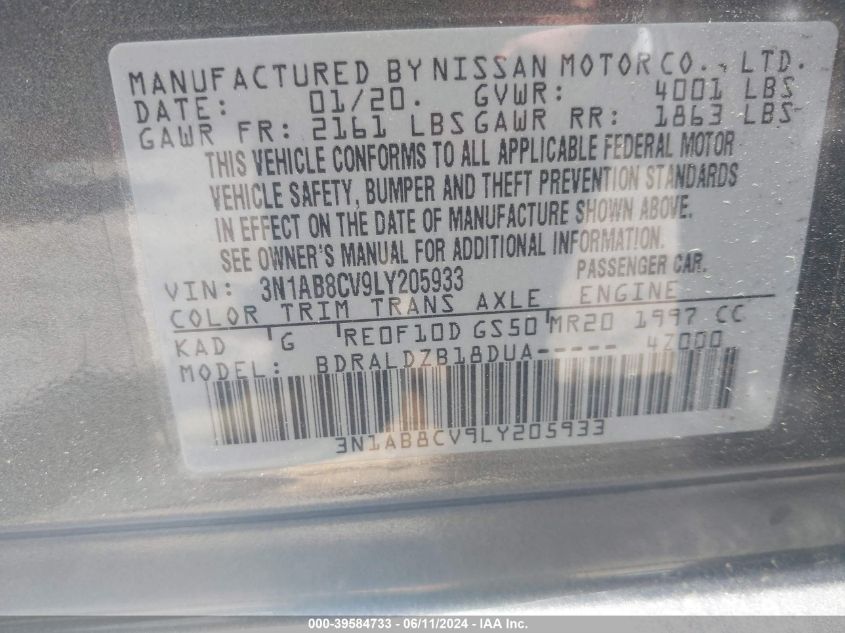 MANUFACTURED BY NISSAN MOTOR CO., LTD.
DATE: 01/20. GVWR: 4001 LBS
GAWR FR: 2161 LBS GAWR RR: 1863 LBS
THIS VEHICLE CONFORMS TO ALL APPLICABLE FEDERAL MOTOR
VEHICLE SAFETY, BUMPER AND THEFT PREVENTION STANDARDS
IN EFFECT ON THE DATE OF MANUFACTURE SHOWN ABOVE.
SEE OWNER'S MANUAL FOR ADDITIONAL INFORMATION.
VIN: 3N1AB8CV9LY205933 PASSENGER CAR.
COLOR TRIM TRANS AXLE ENGINE
KAD G RE0F10D GS50 MR20 1997 CC
MODEL: BDRALDZB18DUA----- 4Z000
3N1AB8CV9LY205933
000-39584733 - 06/11/2024 - IAA Inc.